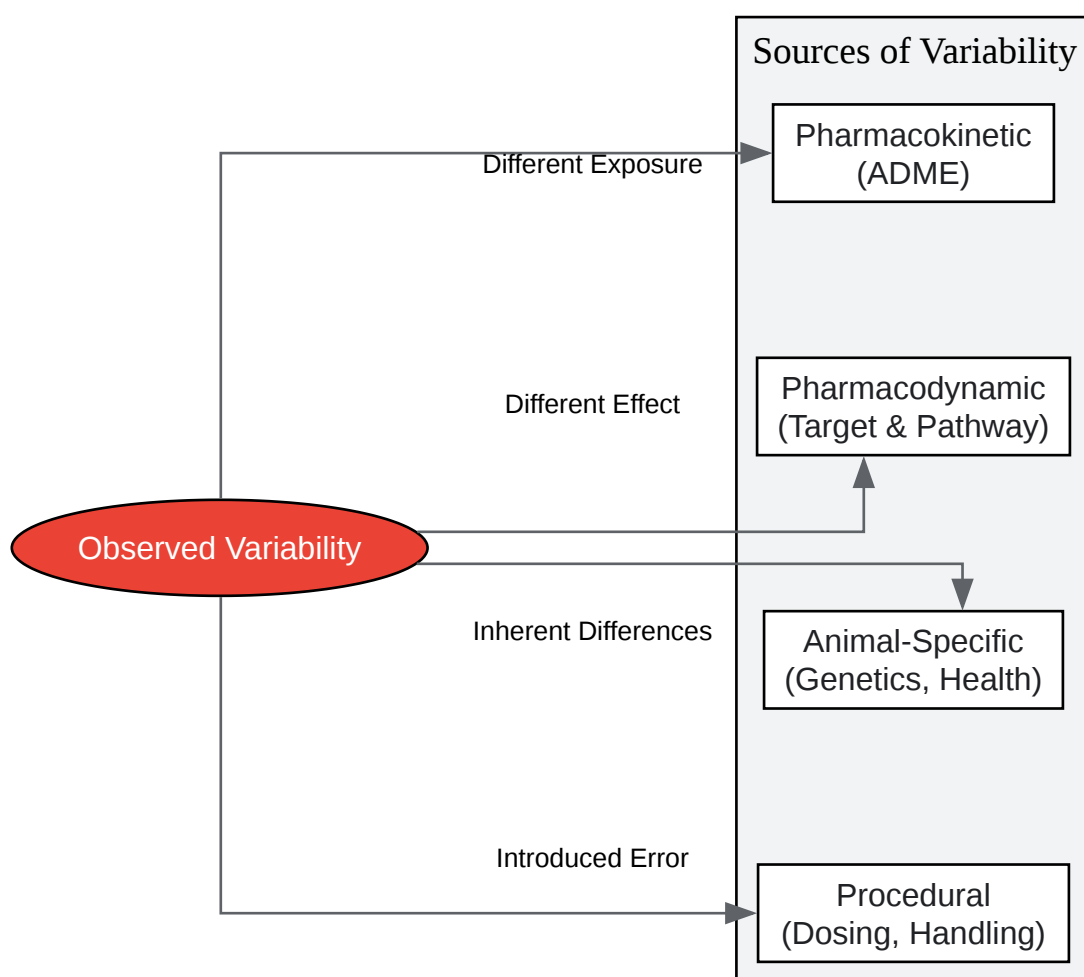 Sources of Variability
Pharmacokinetic
(ADME)
Different Exposure
Pharmacodynamic
(Target & Pathway)
Different Effect
Observed Variability
Inherent Differences
Animal-Specific
(Genetics, Health)
Introduced Error
Procedural
(Dosing, Handling)